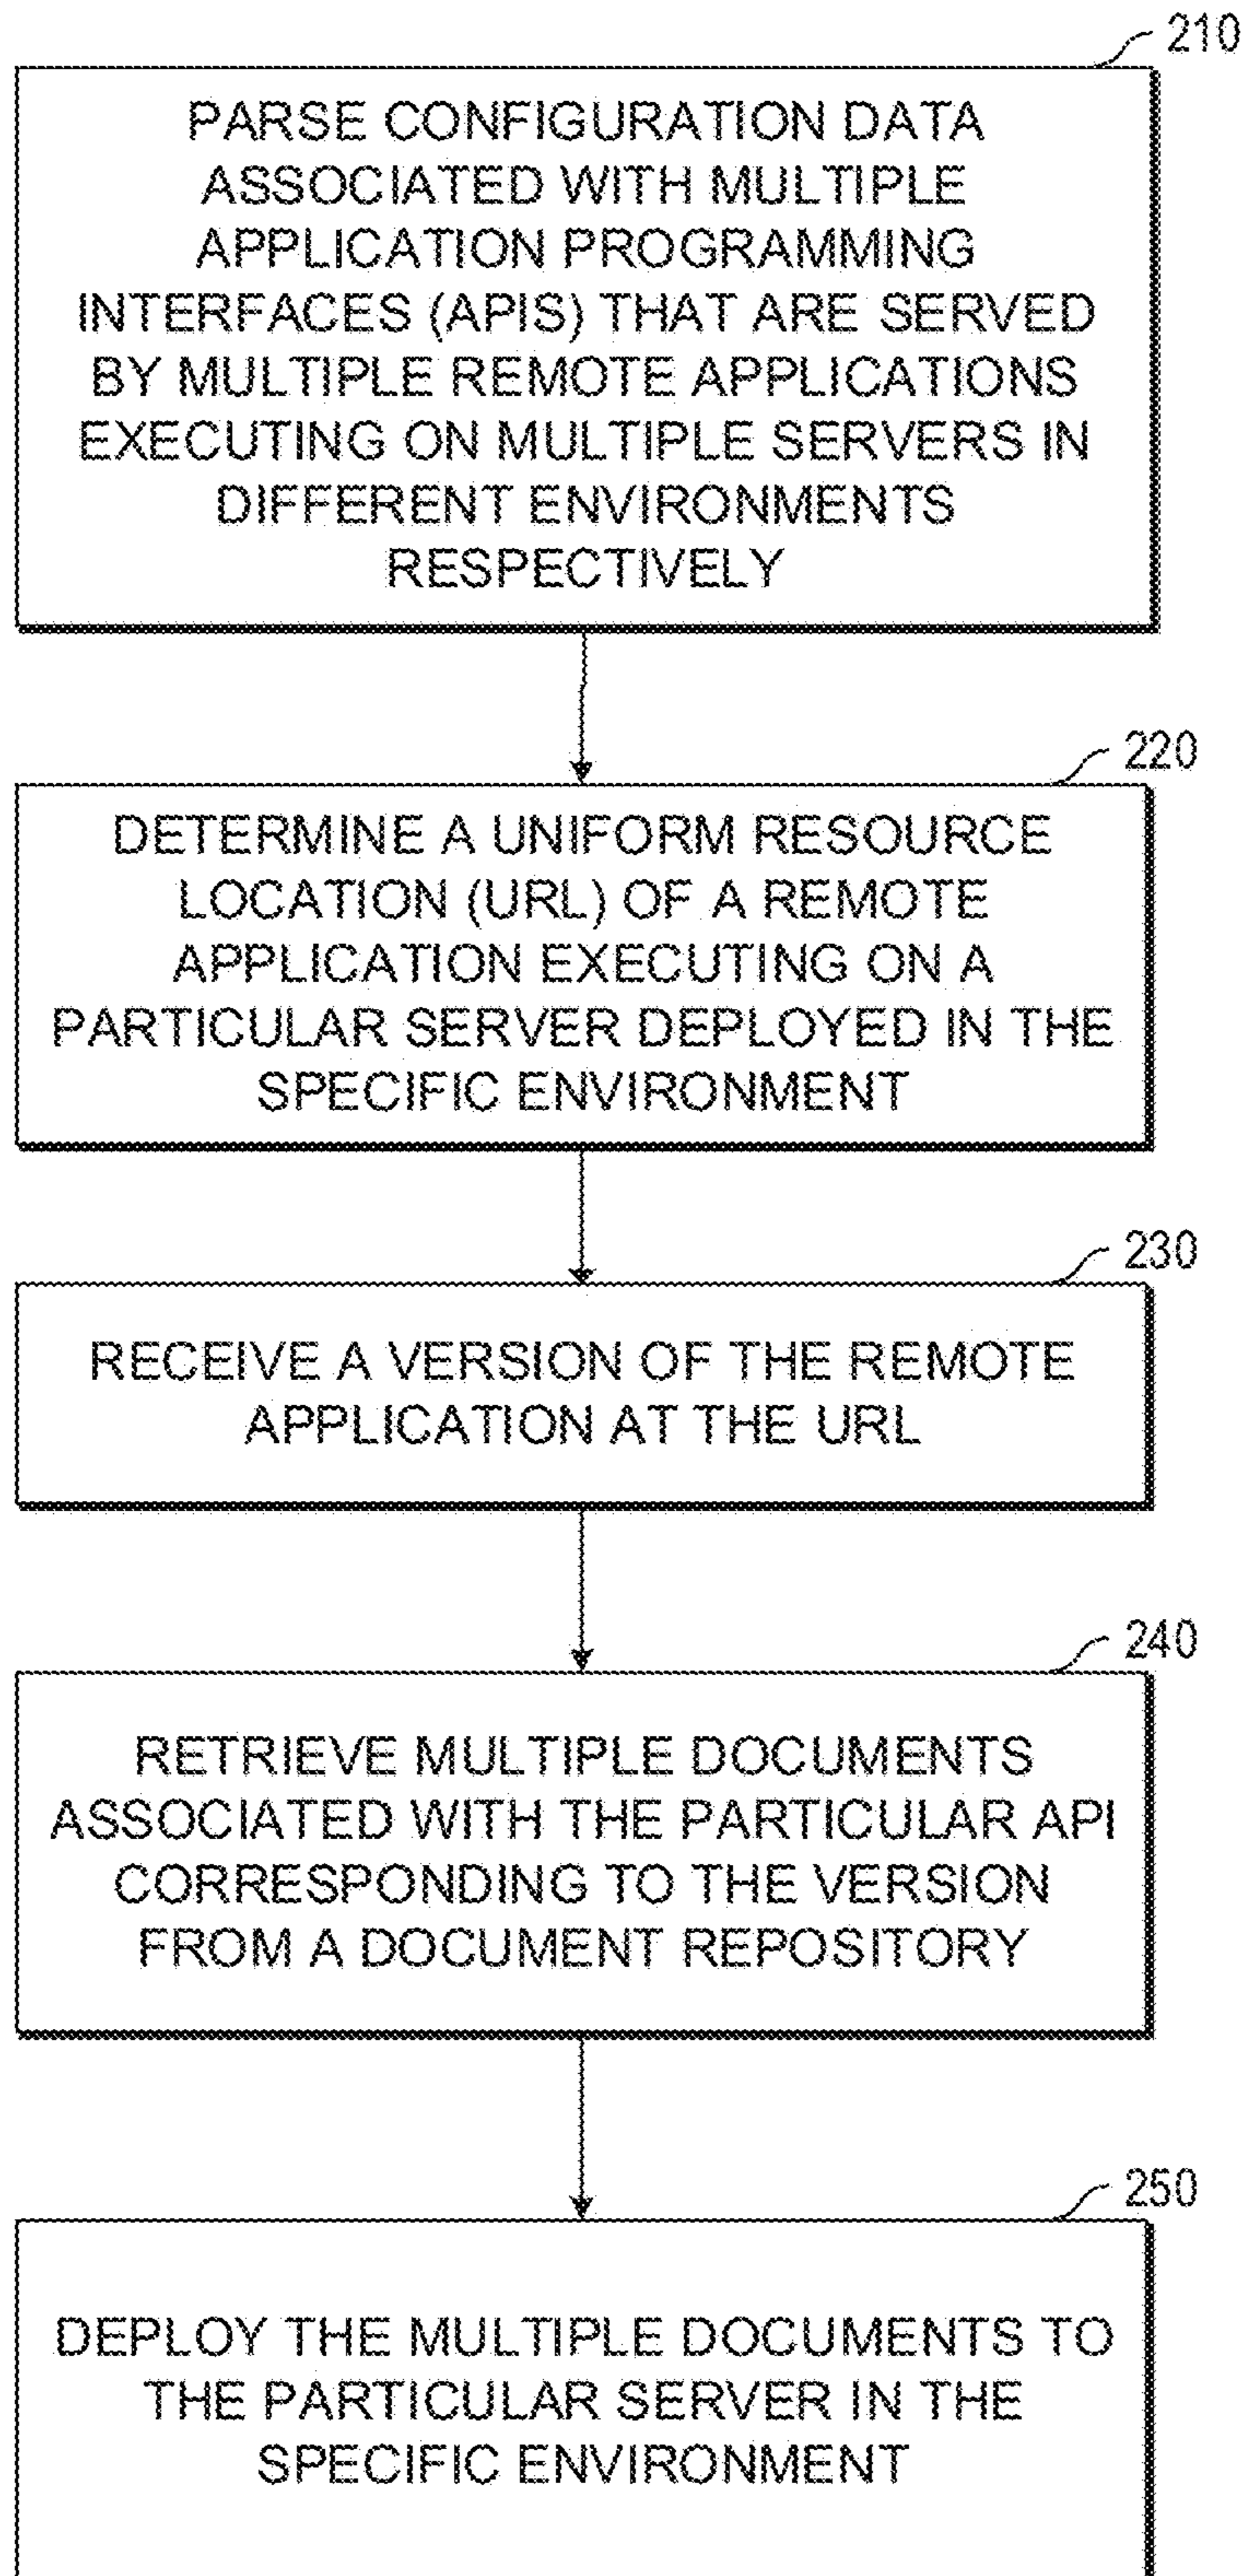 210
PARSE CONFIGURATION DATA
ASSOCIATED WITH MULTIPLE
APPLICATION PROGRAMMING
INTERFACES (APIS) THAT ARE SERVED
BY MULTIPLE REMOTE APPLICATIONS
EXECUTING ON MULTIPLE SERVERS IN
DIFFERENT ENVIRONMENTS
RESPECTIVELY
220
DETERMINE A UNIFORM RESOURCE
LOCATION (URL) OF A REMOTE
APPLICATION EXECUTING ON A
PARTICULAR SERVER DEPLOYED IN THE
SPECIFIC ENVIRONMENT
230
RECEIVE A VERSION OF THE REMOTE
APPLICATION AT THE URL
240
RETRIEVE MULTIPLE DOCUMENTS
ASSOCIATED WITH THE PARTICULAR API
CORRESPONDING TO THE VERSION
FROM A DOCUMENT REPOSITORY
250
DEPLOY THE MULTIPLE DOCUMENTS TO
THE PARTICULAR SERVER IN THE
SPECIFIC ENVIRONMENT